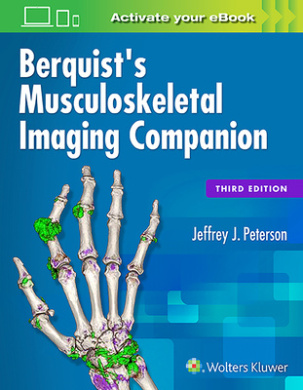 Activate your eBook
Berquist's
Musculoskeletal
Imaging Companion
THIRD EDITION
Jeffrey J. Peterson
Wolters Kluwer